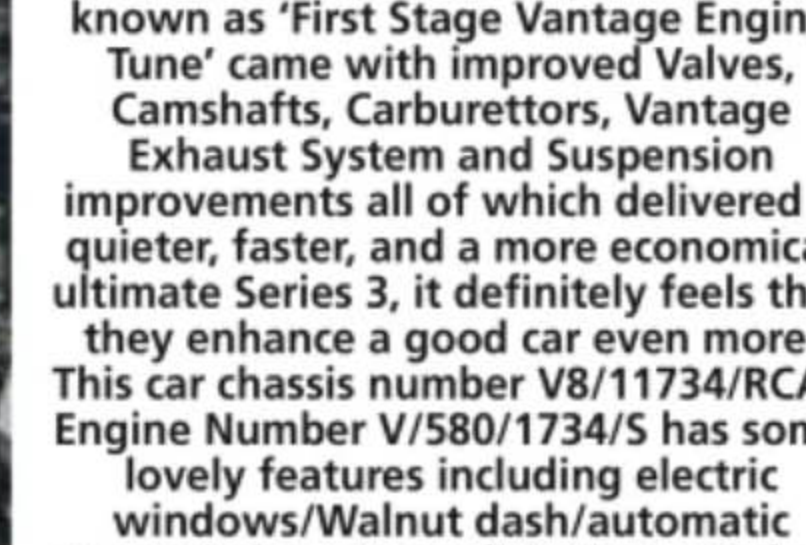 known as ‘First Stage Vantage Engin
Tune’ came with improved Valves,
Camshafts, Carburettors, Vantage
Exhaust System and Suspension
improvements all of which delivered
quieter, faster, and a more economic
ultimate Series 3, it definitely feels th
they enhance a good car even more
This car chassis number V8/11734/RCA
Engine Number V/580/1734/S has som
lovely features including electric
windows/Walnut dash/automatic